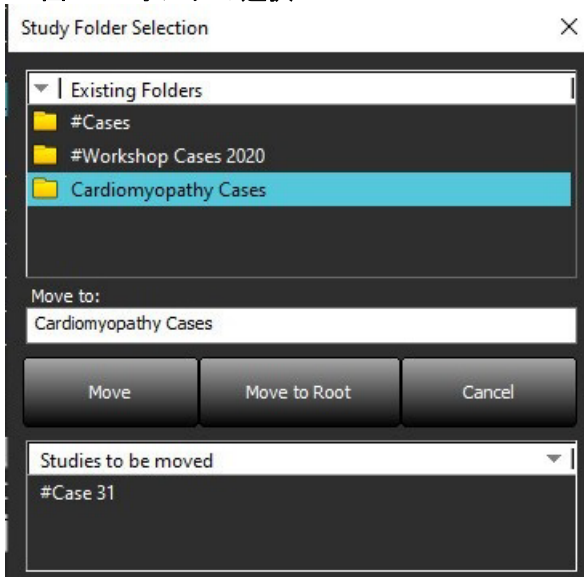 Study Folder Selection
Existing Folders
#Cases
#Workshop Cases 2020
Cardiomyopathy Cases
Move to:
Cardiomyopathy Cases
Move Move to Root Cancel
Studies to be moved
#Case 31